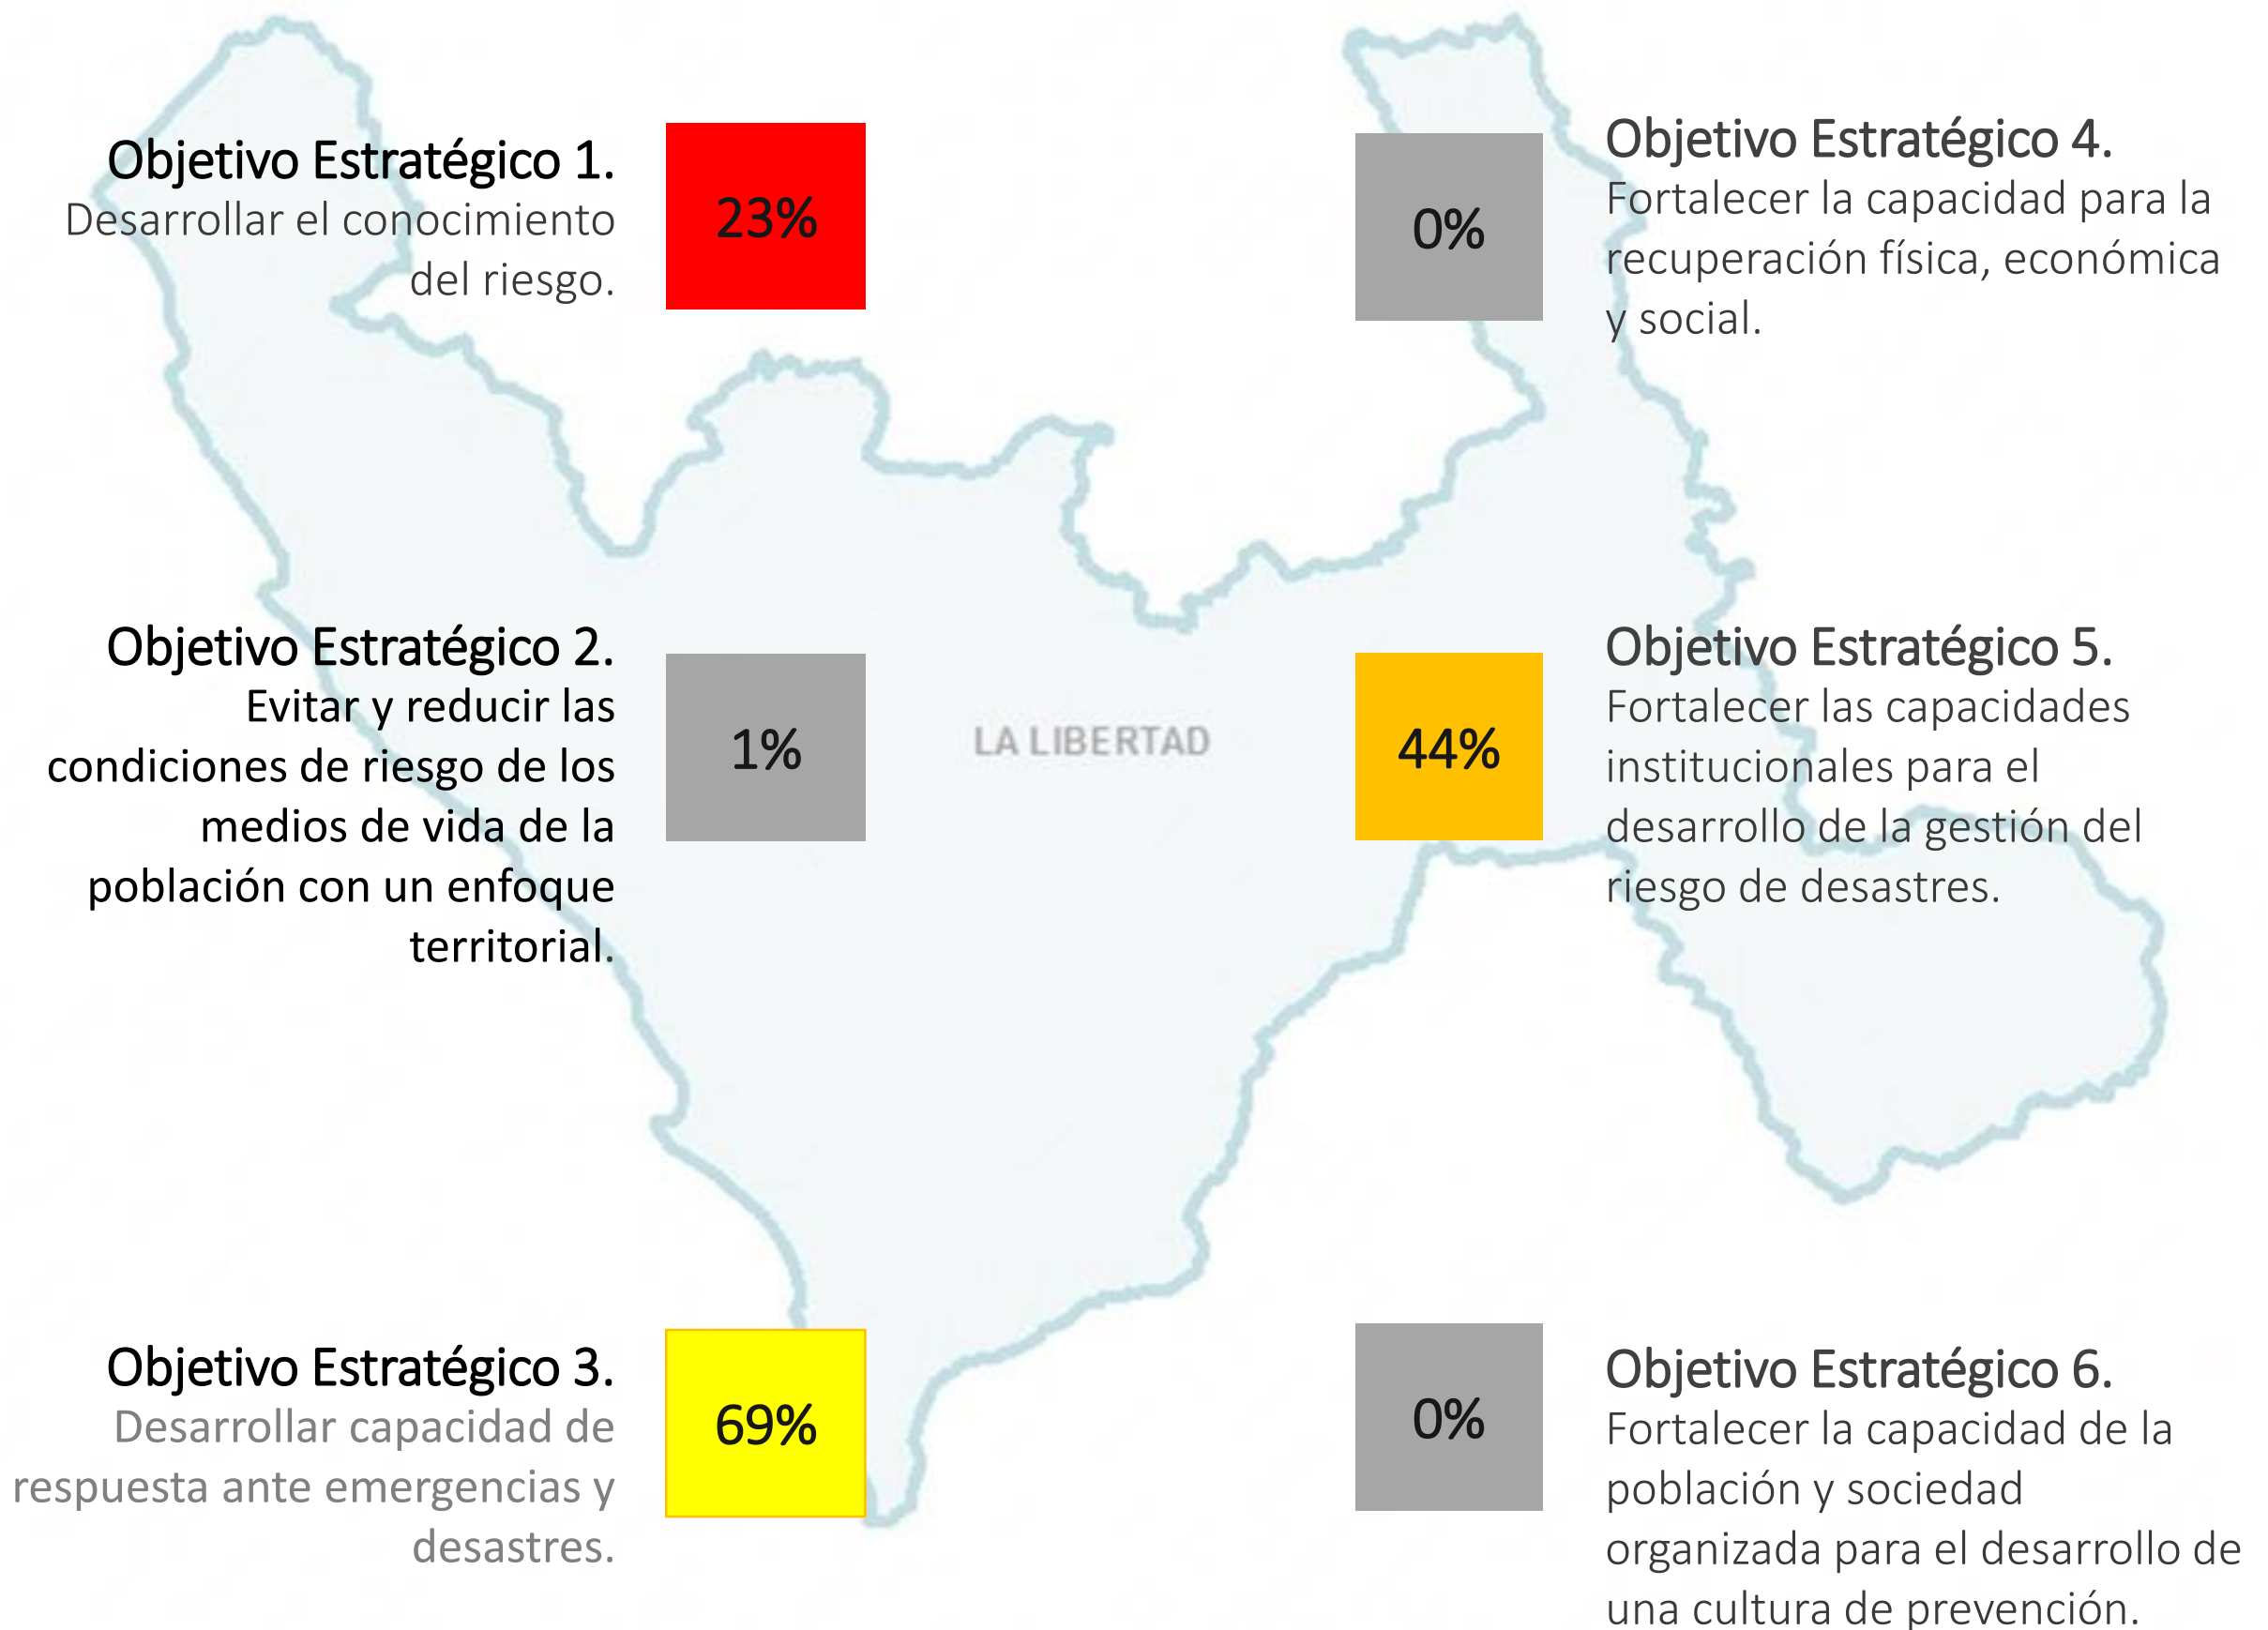 Objetivo Estratégico 1.
Desarrollar el conocimiento
del riesgo.
23%
Objetivo Estratégico 2.
Evitar y reducir las
condiciones de riesgo de los
medios de vida de la
población con un enfoque
territorial.
1%
Objetivo Estratégico 3.
Desarrollar capacidad de
respuesta ante emergencias y
desastres.
69%
LA LIBERTAD
0%
Objetivo Estratégico 4.
Fortalecer la capacidad para la
recuperación física, económica
y social.
44%
Objetivo Estratégico 5.
Fortalecer las capacidades
institucionales para el
desarrollo de la gestión del
riesgo de desastres.
0%
Objetivo Estratégico 6.
Fortalecer la capacidad de la
población y sociedad
organizada para el desarrollo de
una cultura de prevención.